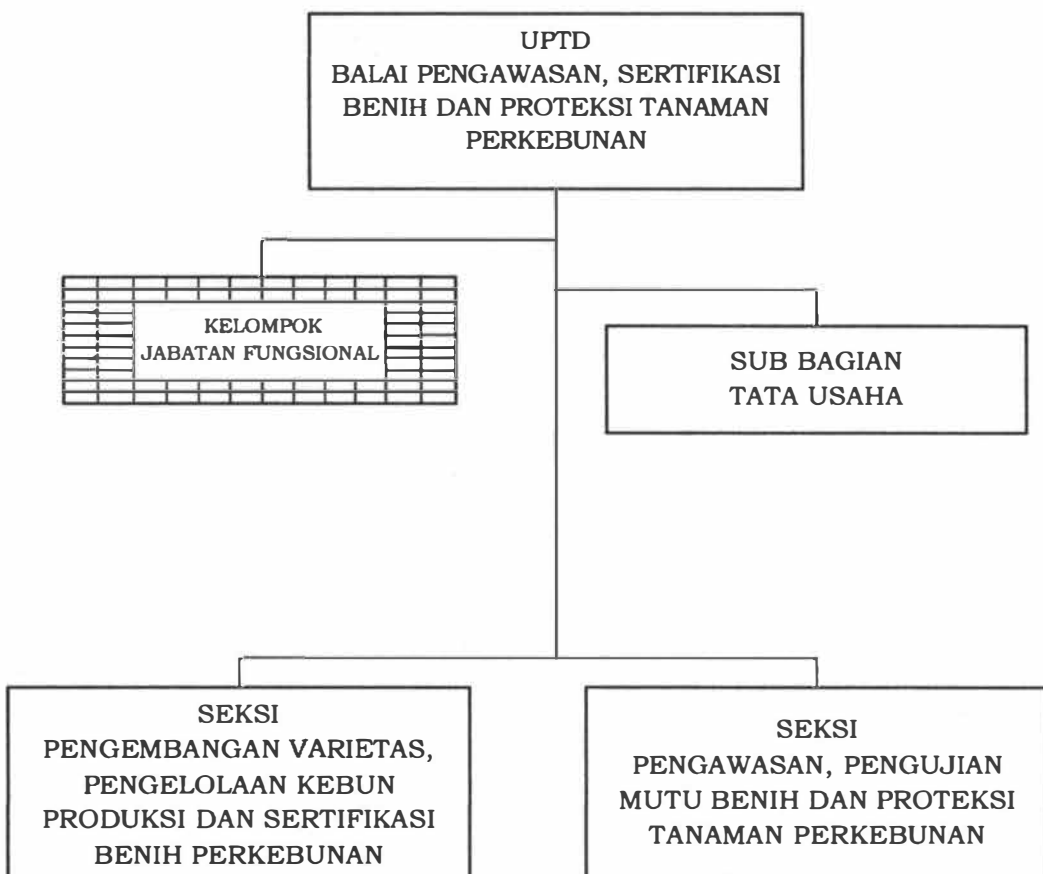 UPTD
BALAI PENGAWASAN, SERTIFIKASI
BENIH DAN PROTEKSI TANAMAN
PERKEBUNAN
KELOMPOK
JABATAN FUNGSIONAL
SUB BAGIAN
TATA USAHA
SEKSI
PENGEMBANGAN VARIETAS,
PENGELOLAAN KEBUN
PRODUKSI DAN SERTIFIKASI
BENIH PERKEBUNAN
SEKSI
PENGAWASAN, PENGUJIAN
MUTU BENIH DAN PROTEKSI
TANAMAN PERKEBUNAN